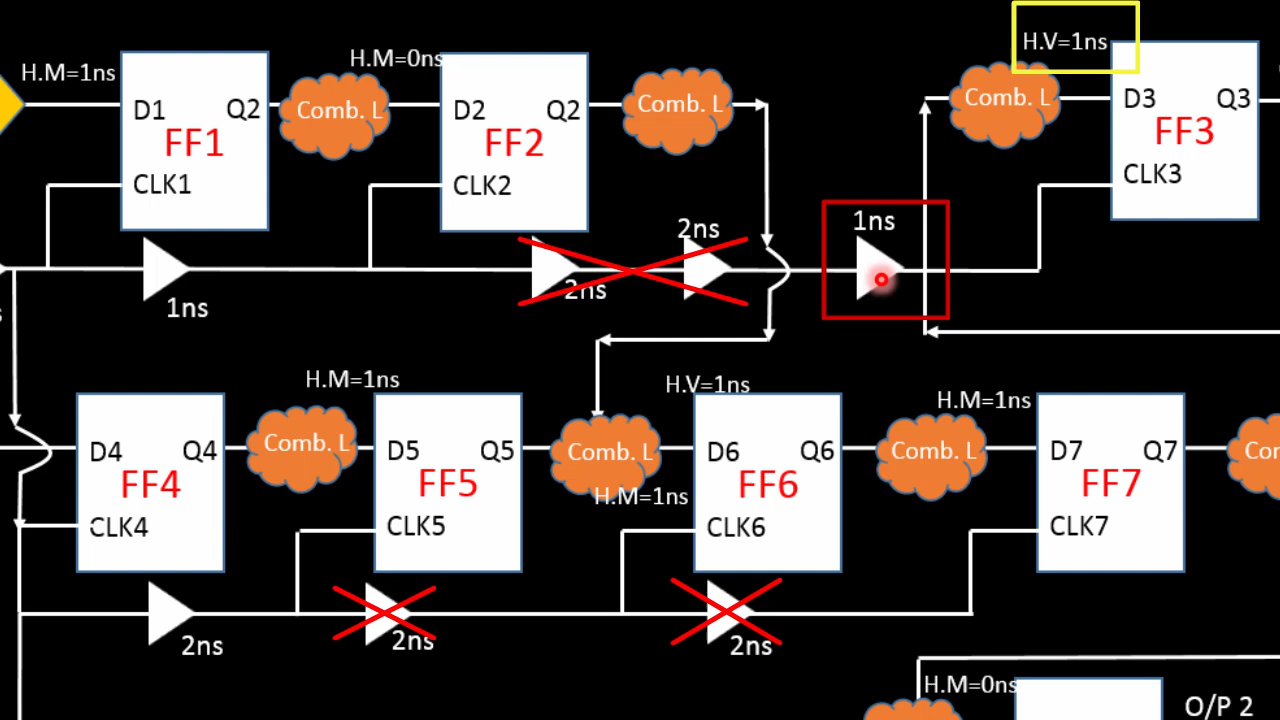 H.V=1ns
H.M=1ns
H.M=0ns
D1 Q2
FF1
CLK1
Comb. L
D2 Q2
FF2
CLK2
Comb. L
Comb. L
D3 Q3
FF3
CLK3
1ns
2ns
2ns
1ns
H.M=1ns
H.V=1ns
H.M=1ns
D4 Q4
FF4
CLK4
Comb. L
D5 Q5
FF5
CLK5
Comb. L
H.M=1ns
D6 Q6
FF6
CLK6
Comb. L
D7 Q7
FF7
CLK7
2ns
2ns
2ns
H.M=0ns
O/P 2